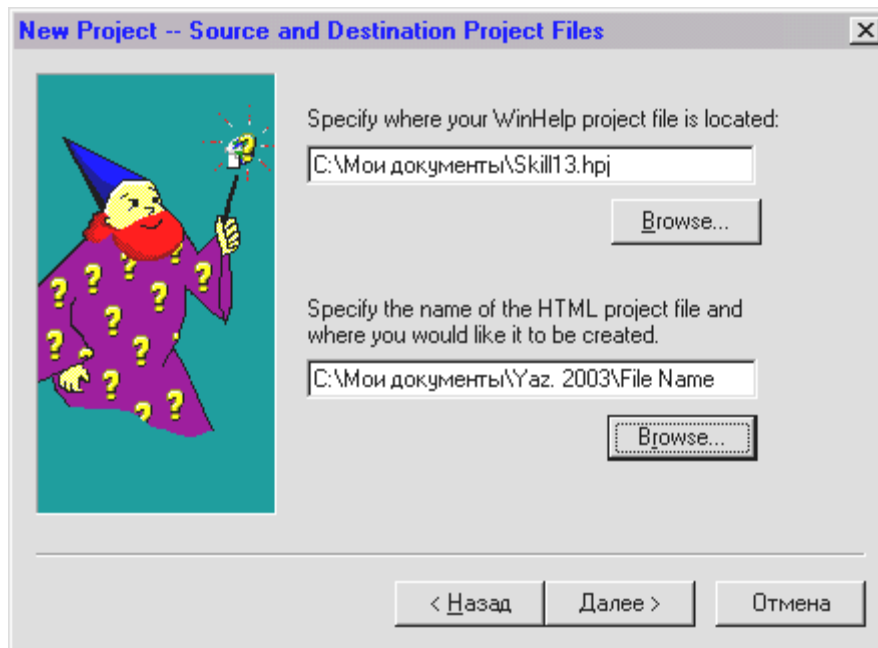 New Project -- Source and Destination Project Files
Specify where your WinHelp project file is located:
C:\Мои документы\Skill13.hpj
Browse...
Specify the name of the HTML project file and
where you would like it to be created.
C:\Мои документы\Yaz. 2003\File Name
Browse...
< Назад Далее > Отмена